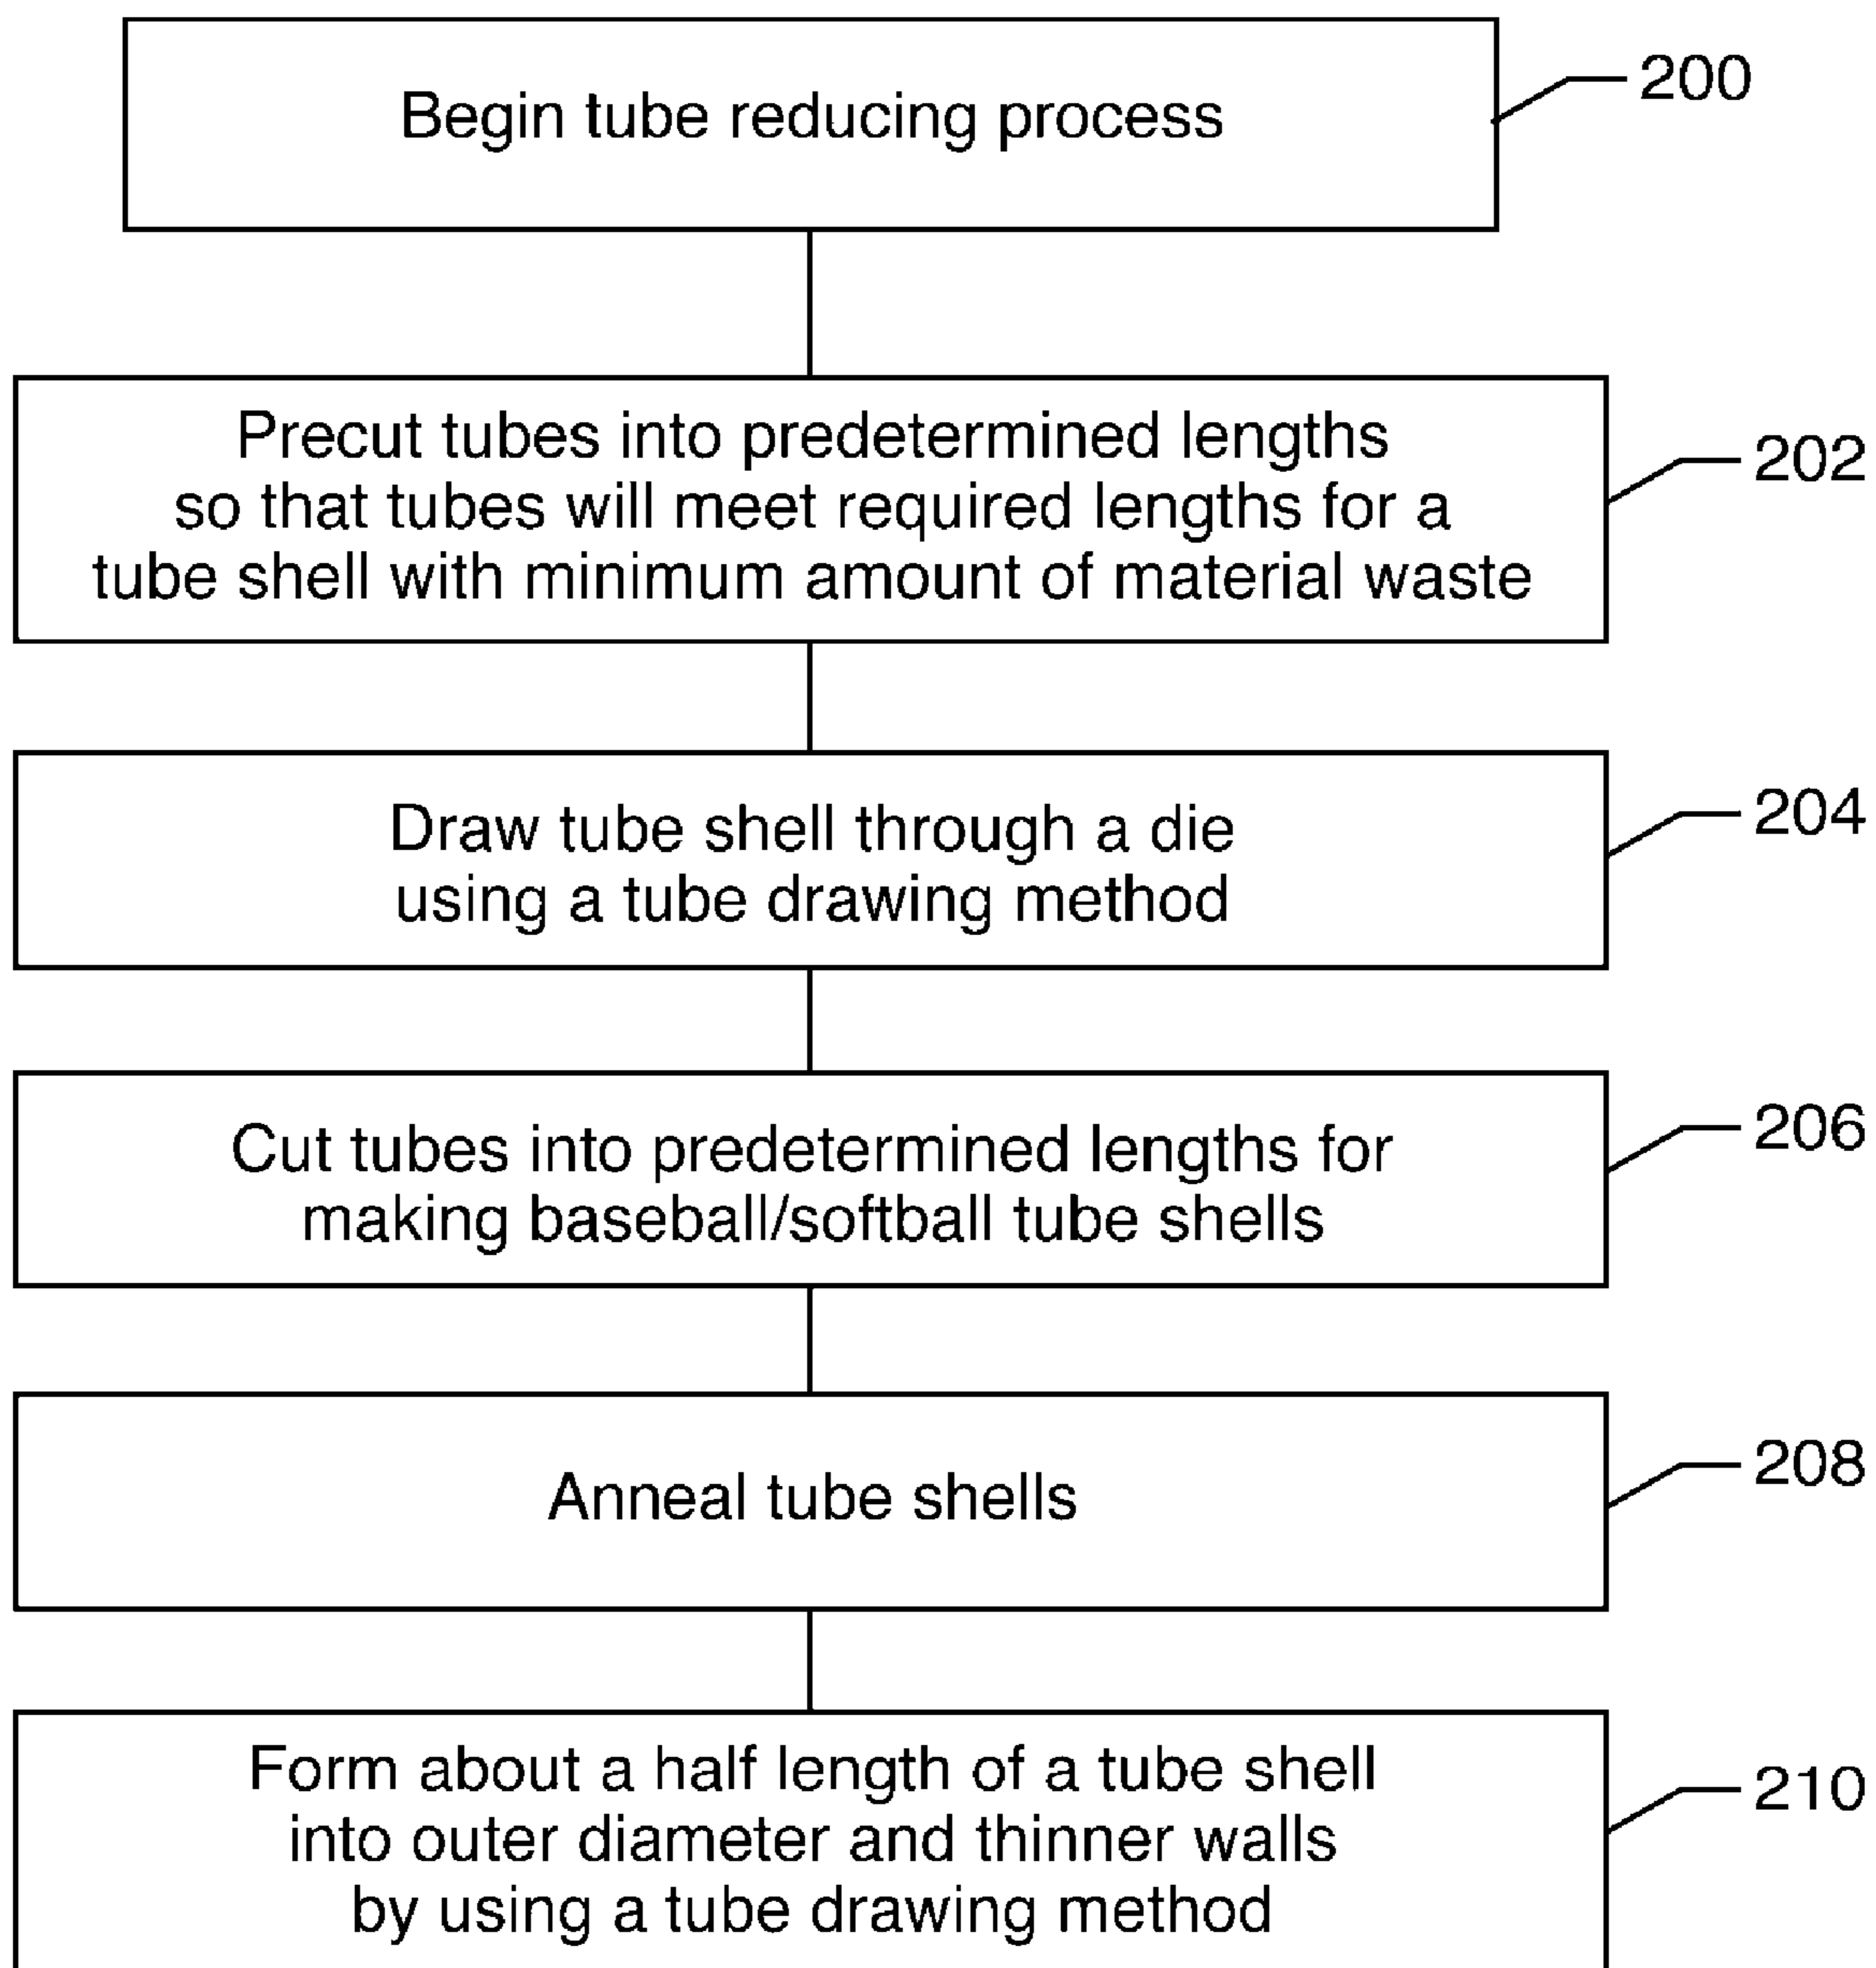 Begin tube reducing process
200
Precut tubes into predetermined lengths
so that tubes will meet required lengths for a
tube shell with minimum amount of material waste
202
Draw tube shell through a die
using a tube drawing method
204
Cut tubes into predetermined lengths for
making baseball/softball tube shells
206
Anneal tube shells
208
Form about a half length of a tube shell
into outer diameter and thinner walls
by using a tube drawing method
210